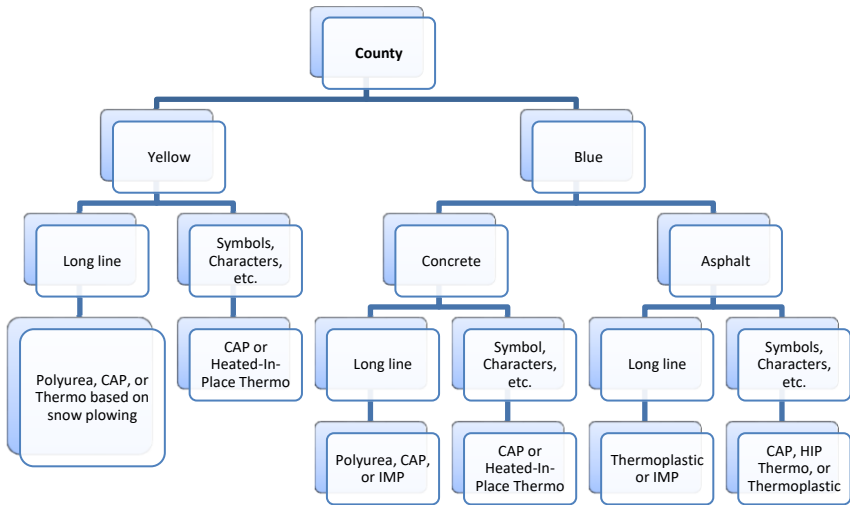 County
Yellow
Blue
Long line
Symbols,
Characters,
etc.
Concrete
Asphalt
Polyurea, CAP, or
Thermo based on
snow plowing
CAP or
Heated-In-
Place Thermo
Long line
Symbol,
Characters,
etc.
Long line
Symbols,
Characters,
etc.
Polyurea, CAP,
or IMP
CAP or
Heated-In-
Place Thermo
Thermoplastic
or IMP
CAP, HIP
Thermo, or
Thermoplastic